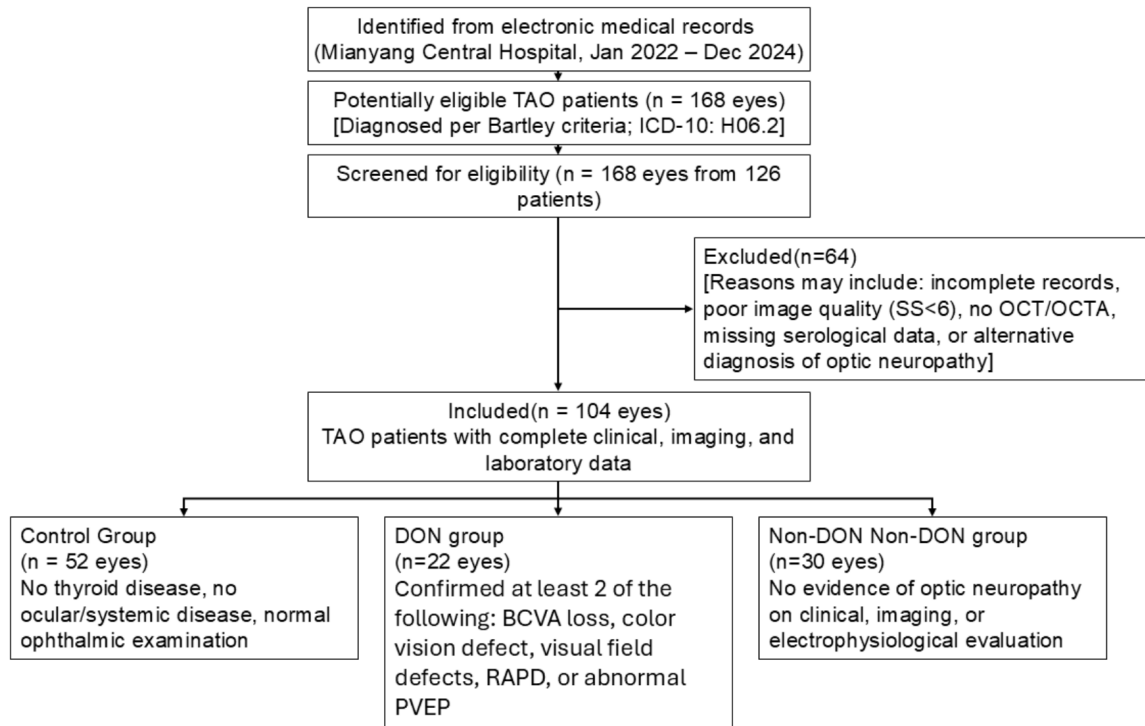 Identified from electronic medical records
(Mianyang Central Hospital, Jan 2022 – Dec 2024)
Potentially eligible TAO patients (n = 168 eyes)
[Diagnosed per Bartley criteria; ICD-10: H06.2]
Screened for eligibility (n = 168 eyes from 126
patients)
Excluded(n=64)
[Reasons may include: incomplete records,
poor image quality (SS<6), no OCT/OCTA,
missing serological data, or alternative
diagnosis of optic neuropathy]
Included(n = 104 eyes)
TAO patients with complete clinical, imaging, and
laboratory data
Control Group
(n = 52 eyes)
No thyroid disease, no
ocular/systemic disease, normal
ophthalmic examination
DON group
(n=22 eyes)
Confirmed at least 2 of the
following: BCVA loss, color
vision defect, visual field
defects, RAPD, or abnormal
PVEP
Non-DON Non-DON group
(n=30 eyes)
No evidence of optic neuropathy
on clinical, imaging, or
electrophysiological evaluation